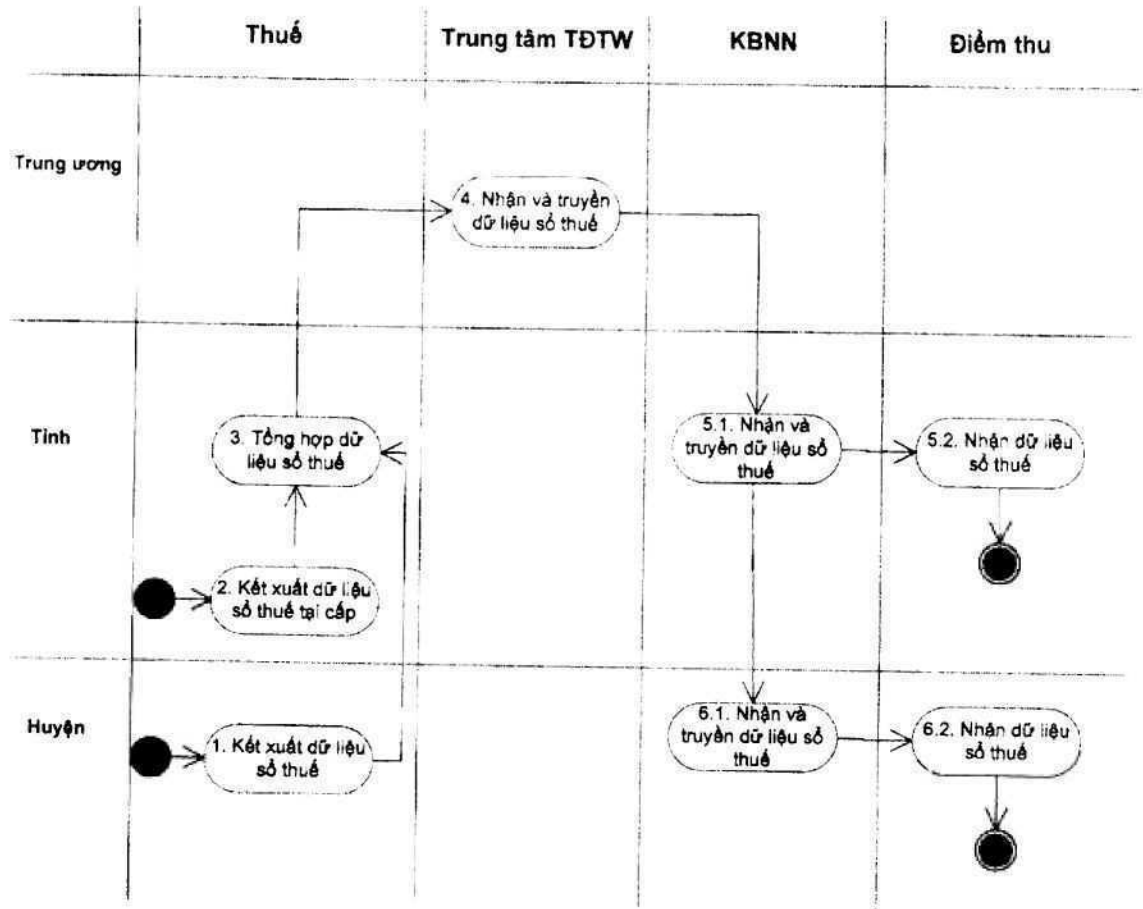 Thuế
Trung tâm TĐTW
KBNN
Điểm thu
Trung ương
4. Nhận và truyền
dữ liệu sổ thuế
Tỉnh
3. Tổng hợp dữ
liệu sổ thuế
5.1. Nhận và
truyền dữ liệu sổ
thuế
5.2. Nhận dữ liệu
sổ thuế
2. Kết xuất dữ liệu
sổ thuế tại cấp
Huyện
1. Kết xuất dữ liệu
sổ thuế
6.1. Nhận và
truyền dữ liệu sổ
thuế
6.2. Nhận dữ liệu
sổ thuế